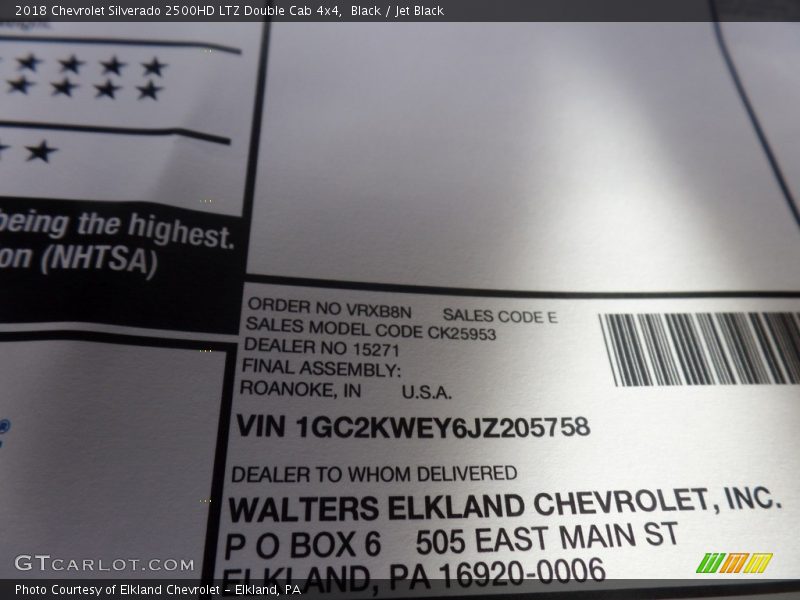 2018 Chevrolet Silverado 2500HD LTZ Double Cab 4x4, Black / Jet Black
being the highest.
on (NHTSA)
ORDER NO VRXB8N SALES CODE E
SALES MODEL CODE CK25953
DEALER NO 15271
FINAL ASSEMBLY:
ROANOKE, IN U.S.A.
VIN 1GC2KWEY6JZ205758
DEALER TO WHOM DELIVERED
WALTERS ELKLAND CHEVROLET, INC.
P O BOX 6 505 EAST MAIN ST
ELKLAND, PA 16920-0006
GTCARLOT.COM
Photo Courtesy of Elkland Chevrolet - Elkland, PA